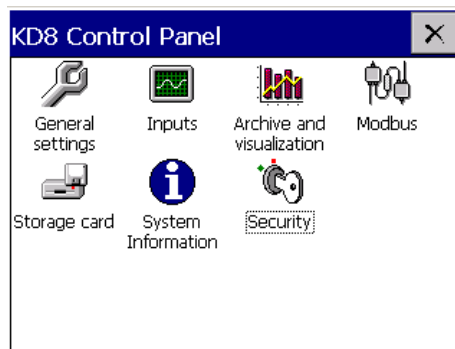 KD8 Control Panel
General settings
Inputs
Archive and visualization
Modbus
Storage card
System Information
Security